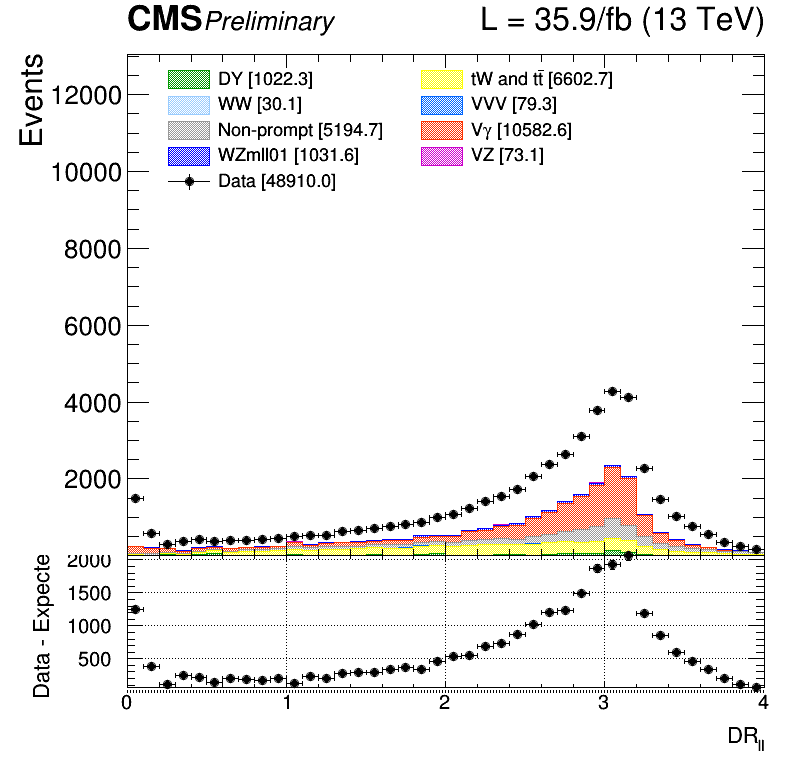 CMS Preliminary L = 35.9/fb (13 TeV)
Events
12000
10000
8000
6000
4000
2000
DY [1022.3]
WW [30.1]
Non-prompt [5194.7]
WZmll01 [1031.6]
Data [48910.0]
tW and tt̄ [6602.7]
VVV [79.3]
Vγ [10582.6]
VZ [73.1]
Data - Expecte
2000
1500
1000
500
0 1 2 3 4
DR_ll